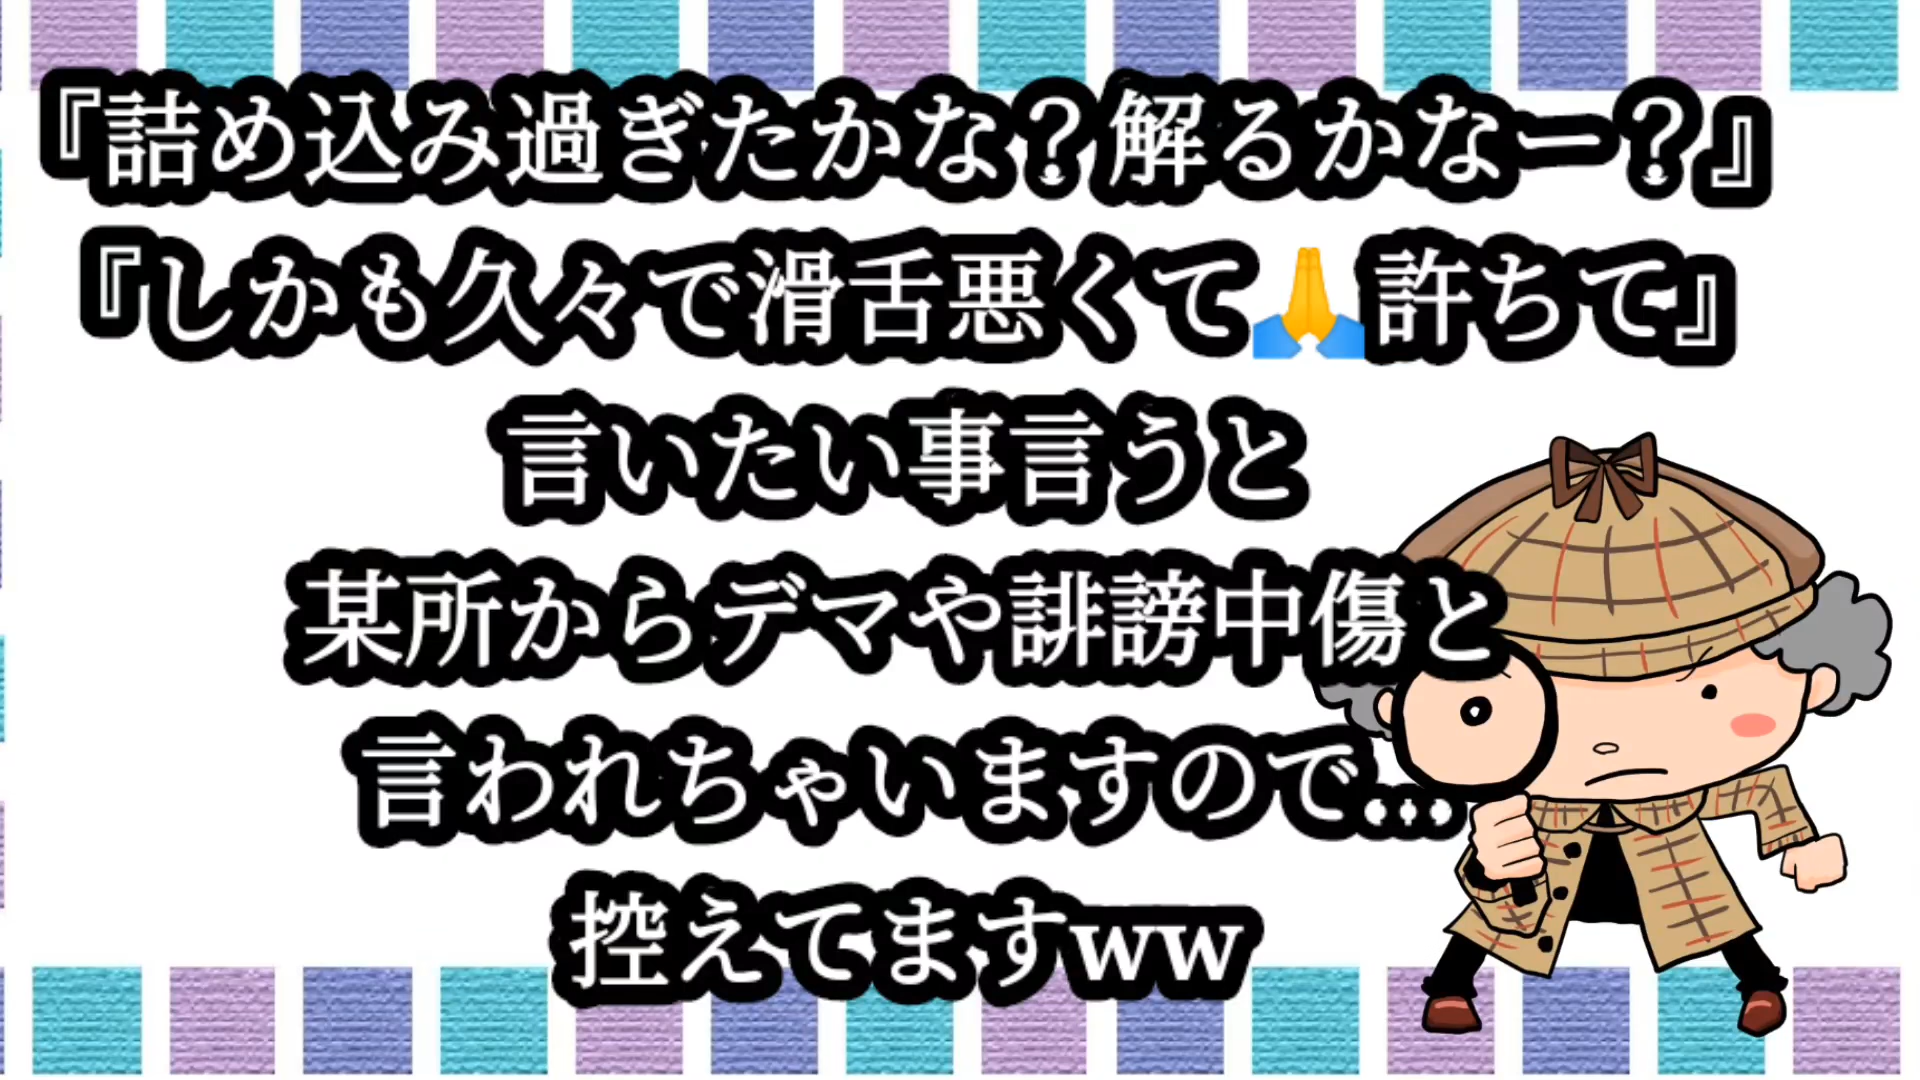 『詰め込み過ぎたかな？解るかなー？』
『しかも久々で滑舌悪くて🙏許ちて』
言いたい事言うと
某所からデマや誹謗中傷と
言われちゃいますので…
控えてますww